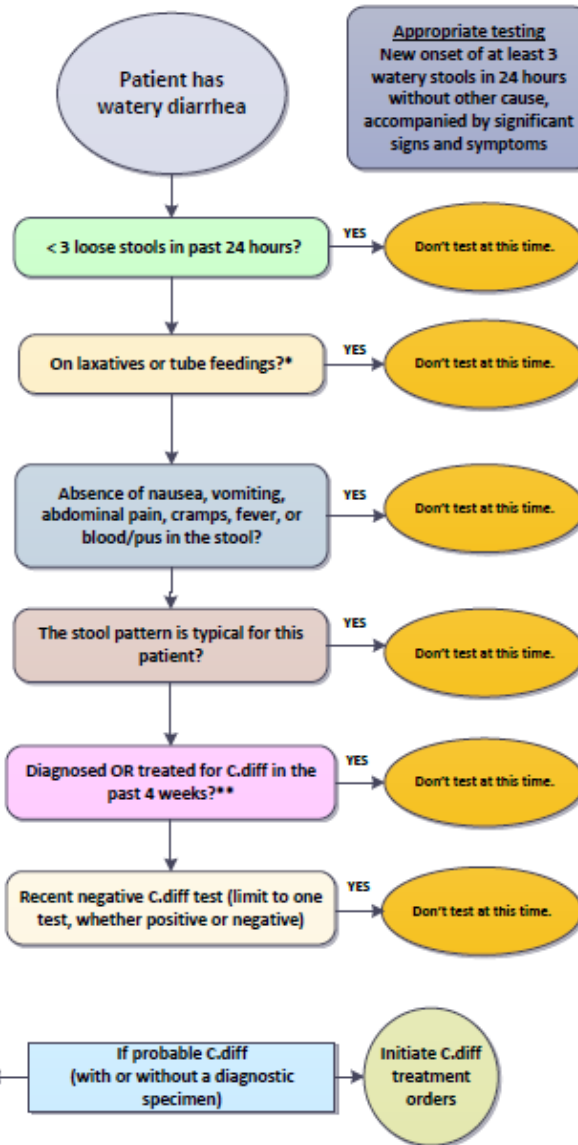 Patient has
watery diarrhea
Appropriate testing
New onset of at least 3
watery stools in 24 hours
without other cause,
accompanied by significant
signs and symptoms
< 3 loose stools in past 24 hours?
YES
Don't test at this time.
On laxatives or tube feedings?*
YES
Don't test at this time.
Absence of nausea, vomiting,
abdominal pain, cramps, fever, or
blood/pus in the stool?
YES
Don't test at this time.
The stool pattern is typical for this
patient?
YES
Don't test at this time.
Diagnosed OR treated for C.diff in the
past 4 weeks?**
YES
Don't test at this time.
Recent negative C.diff test (limit to one
test, whether positive or negative)
YES
Don't test at this time.
If probable C.diff
(with or without a diagnostic
specimen)
Initiate C.diff
treatment
orders